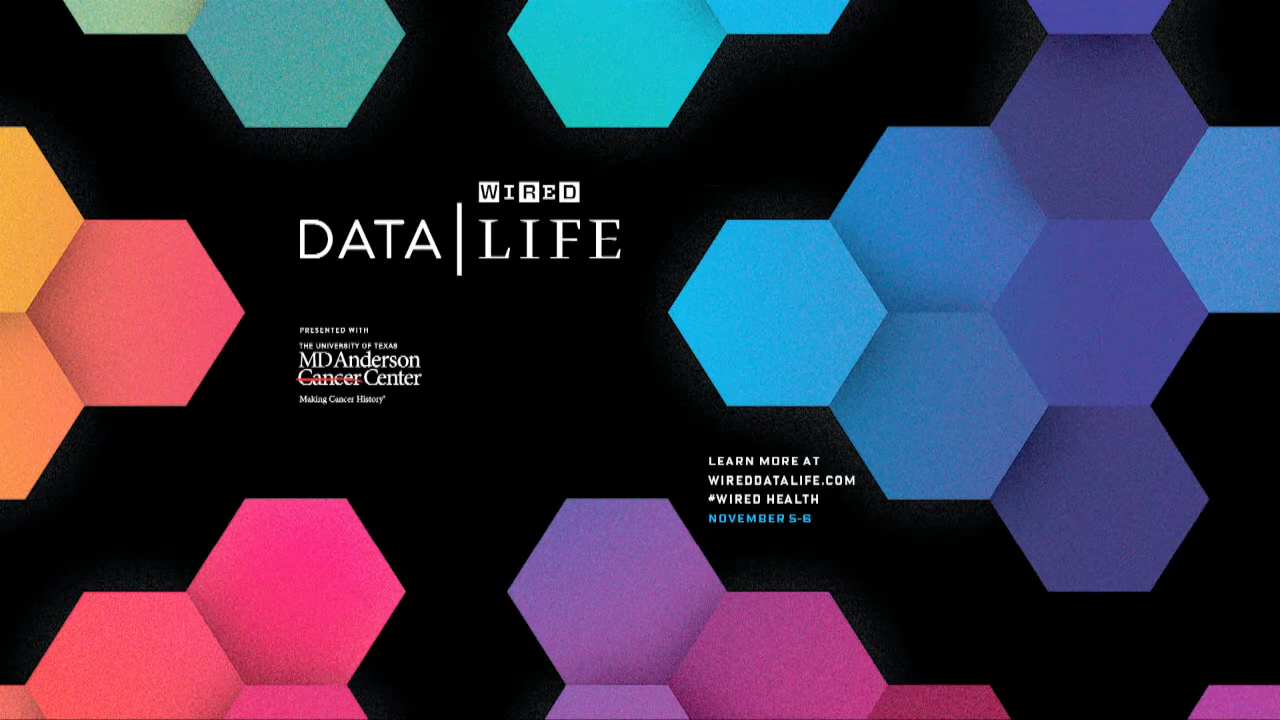 WIRED
DATA | LIFE
PRESENTED WITH
THE UNIVERSITY OF TEXAS
MD Anderson
Cancer Center
Making Cancer History®
LEARN MORE AT
WIREDDATALIFE.COM
#WIRED HEALTH
NOVEMBER 5-6